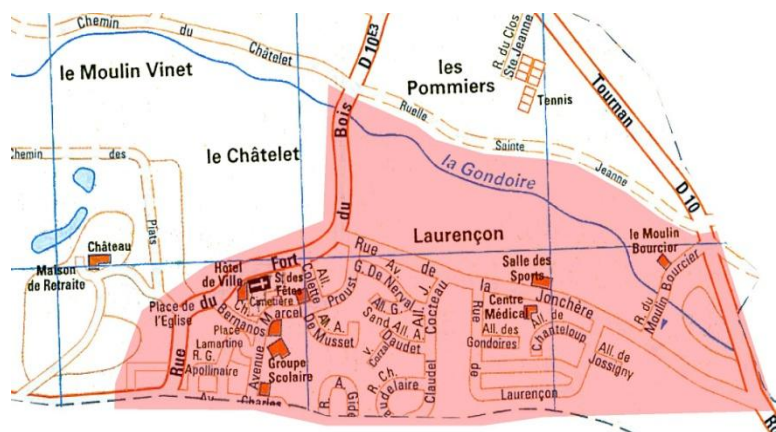 Chemin du Châtelet
D 10E3
le Moulin Vinet
les
Pommiers
R. du Clos
Ste Jeanne
Tennis
Tournan
D 10
Ruelle Sainte Jeanne
Bois
le Châtelet
la Gondoire
Chemin des Plats
Château
Maison
de Retraite
Laurençon
le Moulin
Bourcier
R. du
Moulin Bourcier
Salle des
Sports
Rue Av. de la Jonchère
Hôtel
de Ville
S. des
Fêtes
Rue du Fort du
Place de
l'Eglise
Cimetière
Ch.
Bernanos
Place
Lamartine
R. G.
Apollinaire
Avenue M.
arcel
Proust
All.
Colette
G. De Nerval
All. A.
De Musset
All. G.
Sand
All. A.
Daudet
All. J.
Cocteau
Groupe
Scolaire
Av.
Charles
R. A.
Gide
R. Ch.
Claudel
Rue de
Laurençon
Centre
Médical
All. des
Gondoires
All. de
Chanteloup
All. de
Jossigny